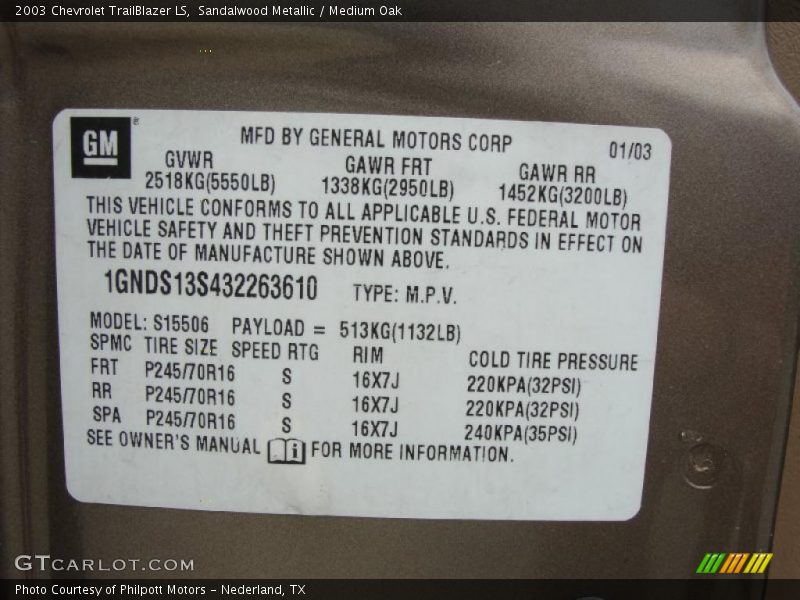 2003 Chevrolet TrailBlazer LS, Sandalwood Metallic / Medium Oak
GM ®
MFD BY GENERAL MOTORS CORP 01/03
GVWR GAWR FRT GAWR RR
2518KG(5550LB) 1338KG(2950LB) 1452KG(3200LB)
THIS VEHICLE CONFORMS TO ALL APPLICABLE U.S. FEDERAL MOTOR
VEHICLE SAFETY AND THEFT PREVENTION STANDARDS IN EFFECT ON
THE DATE OF MANUFACTURE SHOWN ABOVE.
1GNDS13S432263610 TYPE: M.P.V.
MODEL: S15506 PAYLOAD = 513KG(1132LB)
SPMC TIRE SIZE SPEED RTG RIM COLD TIRE PRESSURE
FRT P245/70R16 S 16X7J 220KPA(32PSI)
RR P245/70R16 S 16X7J 220KPA(32PSI)
SPA P245/70R16 S 16X7J 240KPA(35PSI)
SEE OWNER'S MANUAL i FOR MORE INFORMATION.
GTCARLOT.COM
Photo Courtesy of Philpott Motors - Nederland, TX